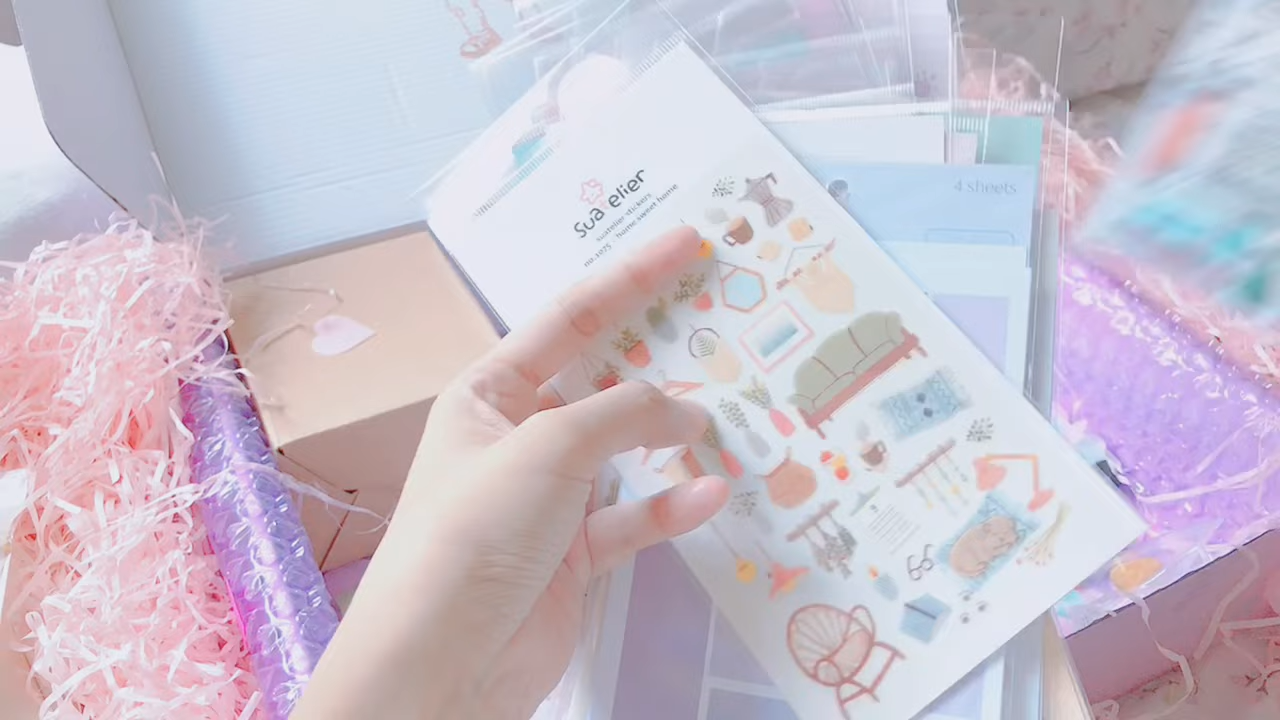 Suatelier
suatelier stickers
no.1075 | home sweet home
4 sheets